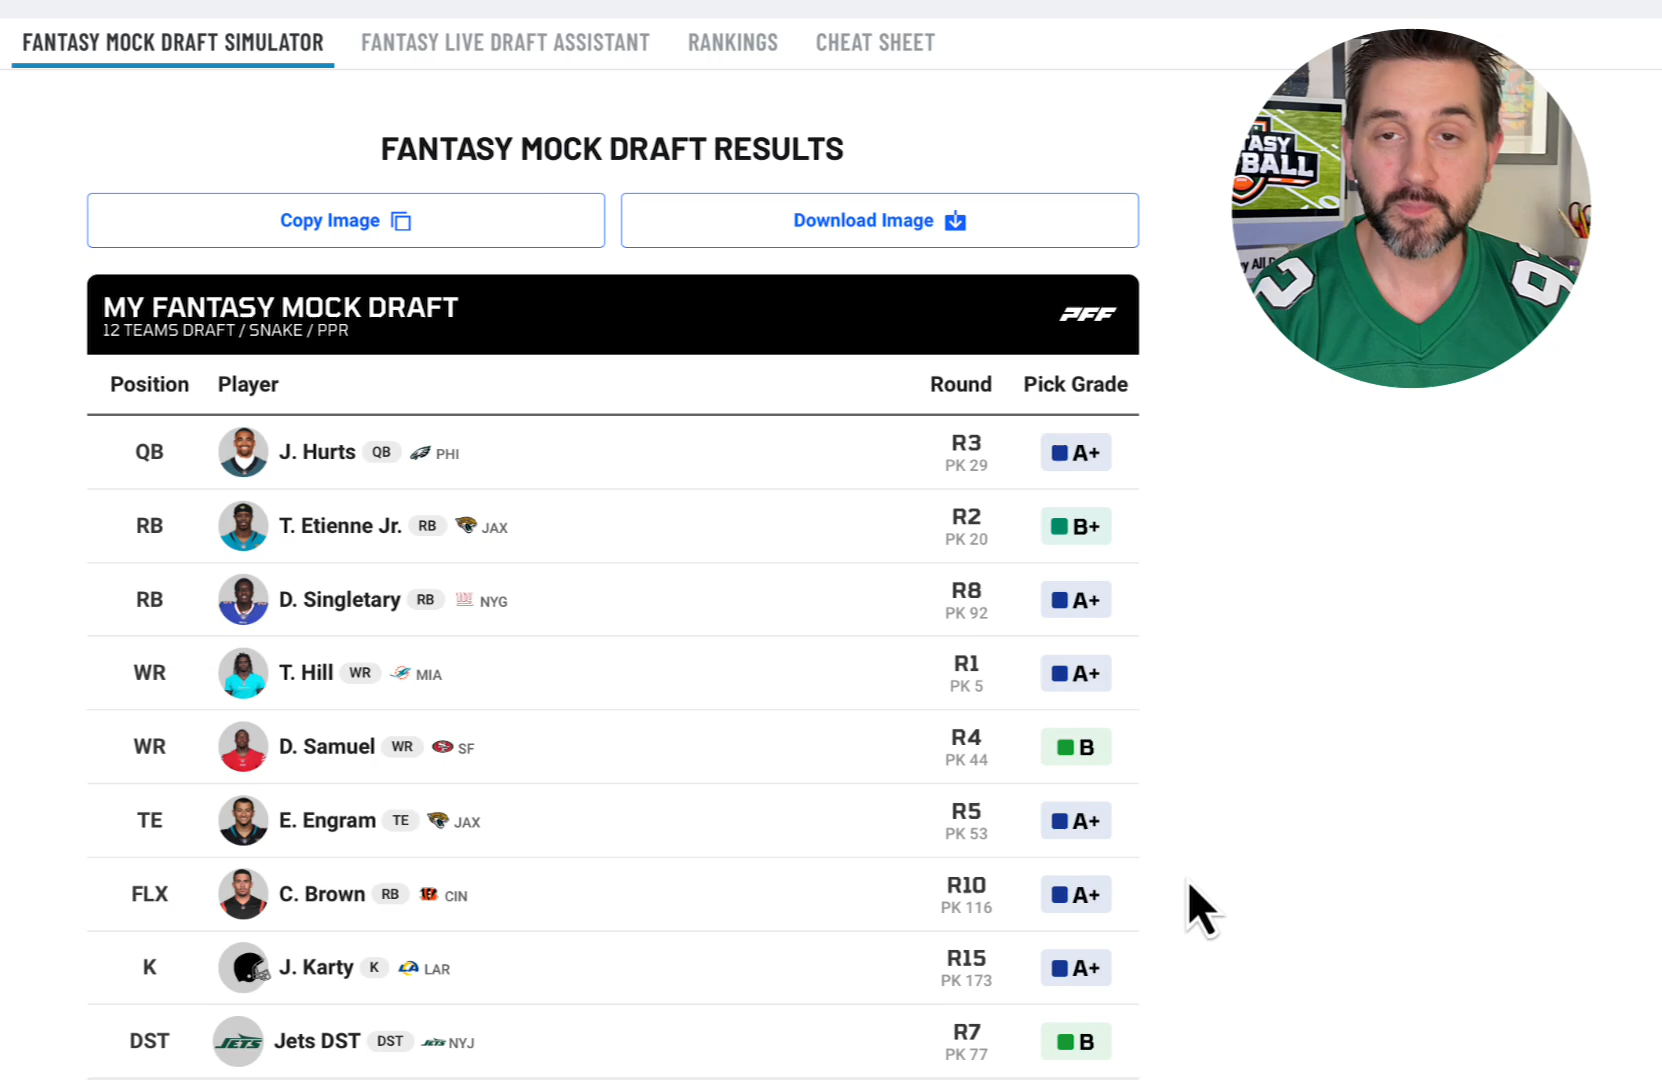 FANTASY MOCK DRAFT SIMULATOR FANTASY LIVE DRAFT ASSISTANT RANKINGS CHEAT SHEET
FANTASY MOCK DRAFT RESULTS
Copy Image Download Image
MY FANTASY MOCK DRAFT
12 TEAMS DRAFT / SNAKE / PPR
PFF
Position Player Round Pick Grade
QB J. Hurts QB PHI R3 A+
PK 29
RB T. Etienne Jr. RB JAX R2 B+
PK 20
RB D. Singletary RB NYG R8 A+
PK 92
WR T. Hill WR MIA R1 A+
PK 5
WR D. Samuel WR SF R4 B
PK 44
TE E. Engram TE JAX R5 A+
PK 53
FLX C. Brown RB CIN R10 A+
PK 116
K J. Karty K LAR R15 A+
PK 173
DST JETS Jets DST DST JETS NYJ R7 B
PK 77